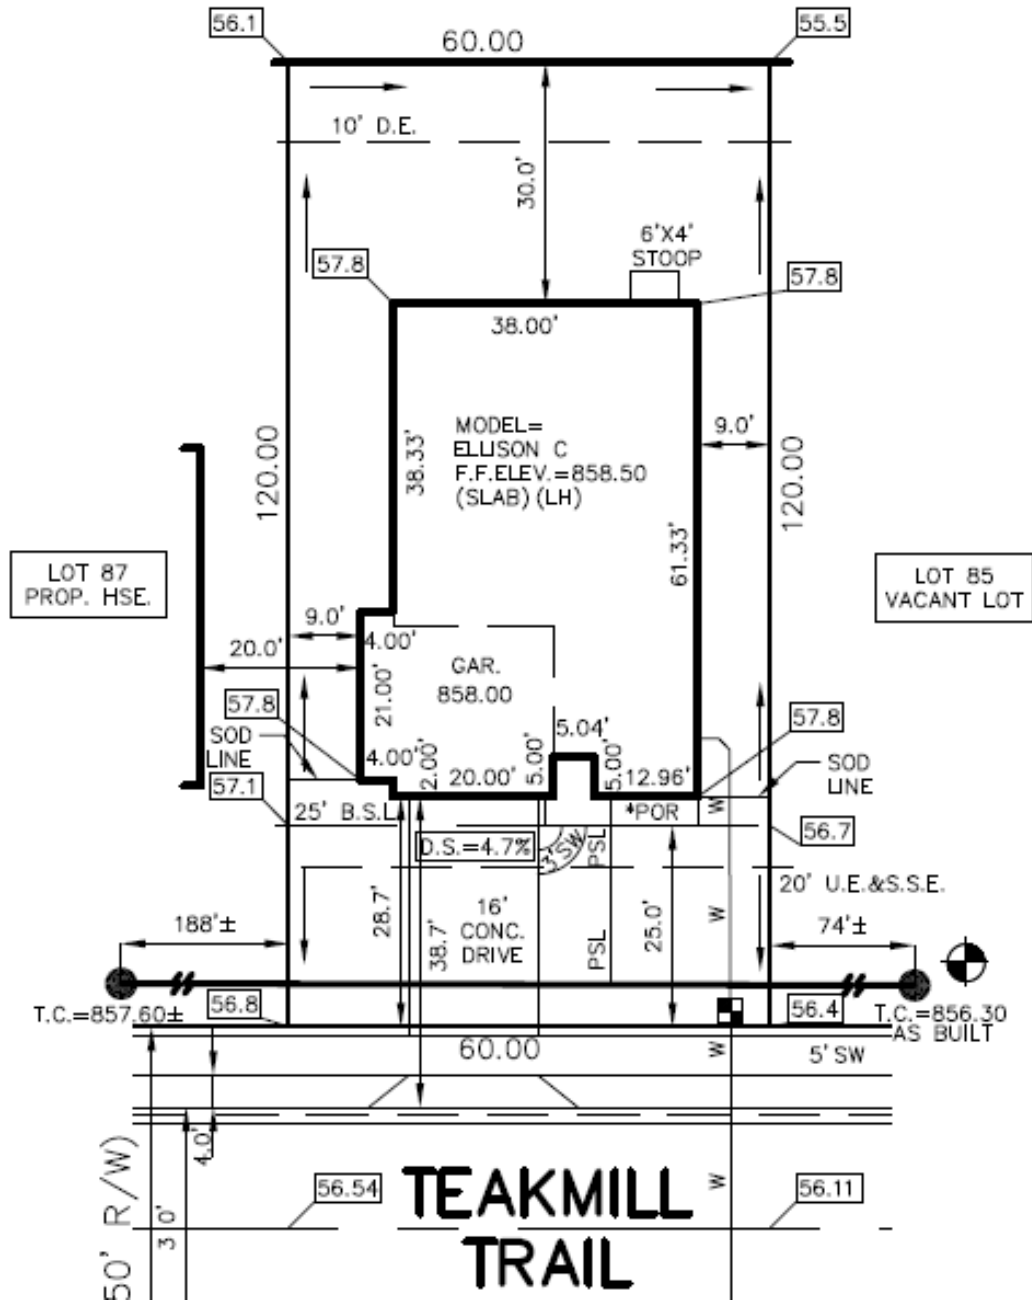 56.1
60.00
55.5
10' D.E.
30.0'
6'X4'
STOOP
57.8
57.8
38.00'
MODEL=
ELLISON C
F.F.ELEV.=858.50
(SLAB) (LH)
38.33'
9.0'
120.00
120.00
61.33'
LOT 87
PROP. HSE.
LOT 85
VACANT LOT
9.0'
4.00'
20.0'
GAR.
858.00
21.00'
57.8
57.8
5.04'
SOD
LINE
4.00'
2.00'
20.00'
5.00'
5.00'
12.96'
SOD
LINE
57.1
25' B.S.L
*POR
W
56.7
D.S.=4.7%
3'SW
PSL
20' U.E.&S.S.E.
188'±
28.7'
38.7'
16'
CONC.
DRIVE
PSL
25.0'
W
74'±
T.C.=857.60±
56.8
56.4
T.C.=856.30
AS BUILT
60.00
W
5' SW
4.0'
50' R/W)
3 0'
56.54
TEAKMILL
TRAIL
W
56.11